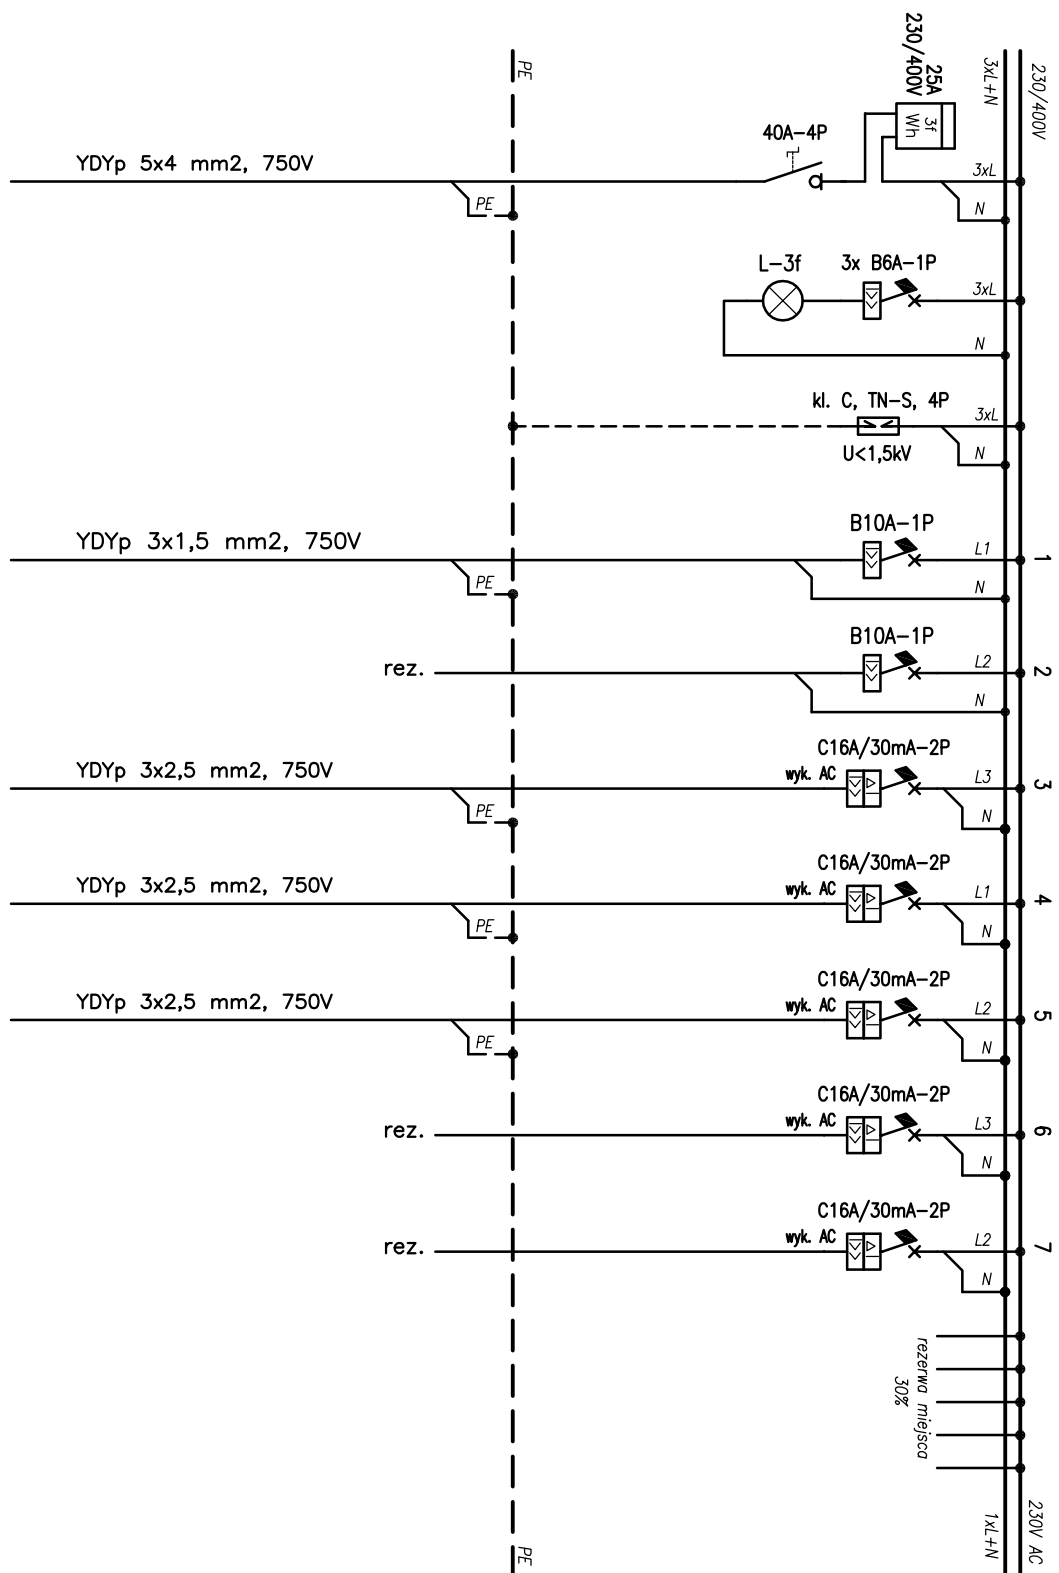 230/400V
3xL+N
PE
25A
230/400V
3f
Wh
40A-4P
YDYp 5x4 mm2, 750V
3xL
PE
N
L-3f
3x B6A-1P
3xL
N
kl. C, TN-S, 4P
3xL
U<1,5kV
N
B10A-1P
YDYp 3x1,5 mm2, 750V
L1
1
PE
N
B10A-1P
rez.
L2
2
N
C16A/30mA-2P
YDYp 3x2,5 mm2, 750V
wyk. AC
L3
3
PE
N
C16A/30mA-2P
YDYp 3x2,5 mm2, 750V
wyk. AC
L1
4
PE
N
C16A/30mA-2P
YDYp 3x2,5 mm2, 750V
wyk. AC
L2
5
PE
N
C16A/30mA-2P
rez.
wyk. AC
L3
6
N
C16A/30mA-2P
rez.
wyk. AC
L2
7
N
rezerwa miejsca
30%
230V AC
1xL+N
PE